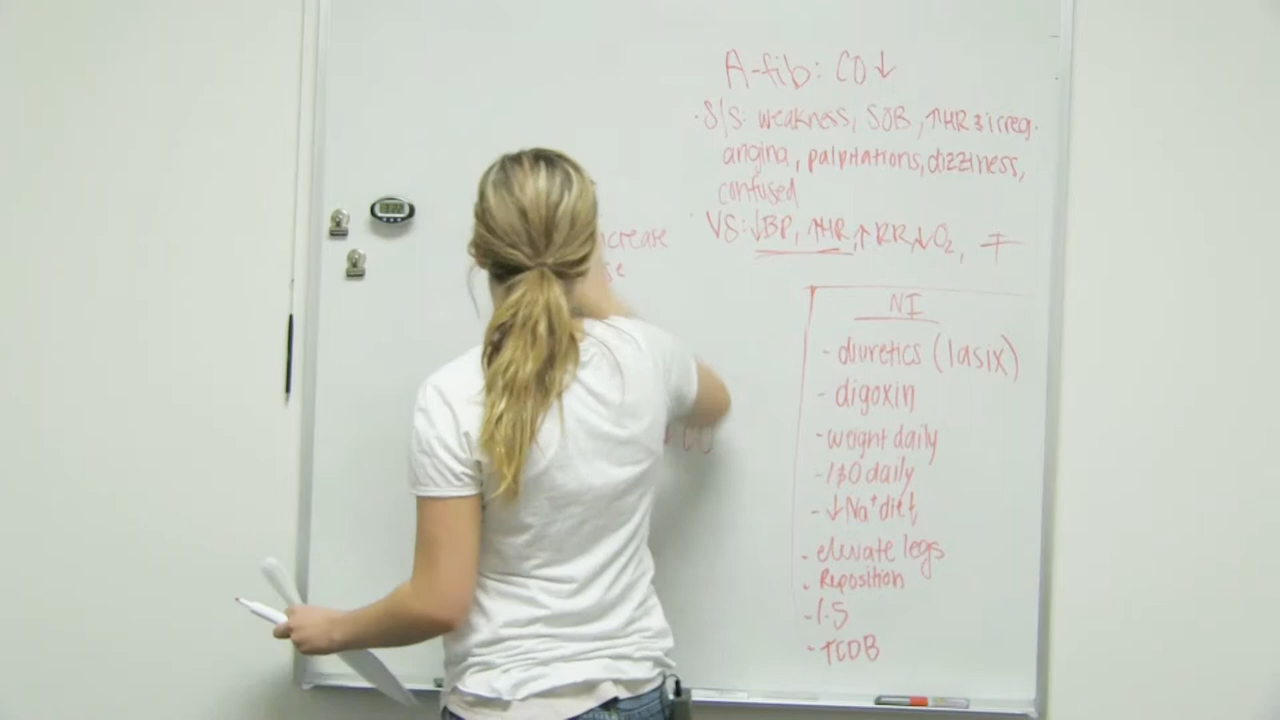 A-fib: CO↓
· S/S: weakness, SOB, ↑HR & irreg.
angina, palpitations, dizziness,
confused
· VS: ↓BP, ↑HR, ↑RR, ↓O₂, T
NI
- diuretics (lasix)
- digoxin
- weight daily
- I&O daily
- ↓Na⁺ diet
- elevate legs
- Reposition
- I.S
- TCDB